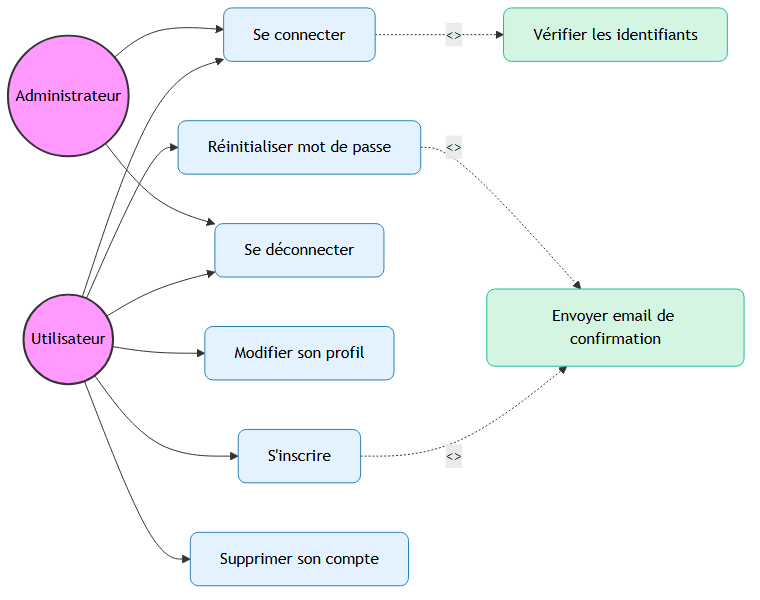 Se connecter
<>
Vérifier les identifiants
Administrateur
Réinitialiser mot de passe
<>
Se déconnecter
Envoyer email de
confirmation
Utilisateur
Modifier son profil
S'inscrire
<>
Supprimer son compte